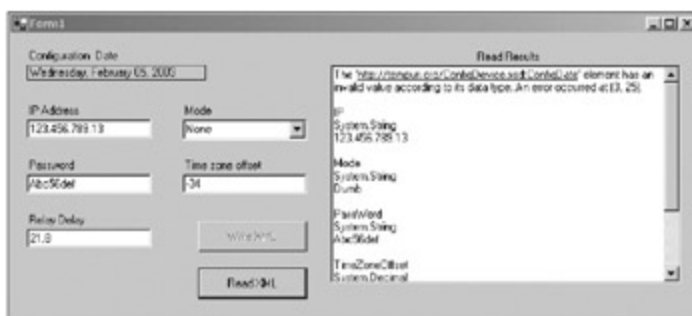 Form1
Configuration Date
Wednesday, February 05, 2003
IP Address
123.456.789.13
Mode
None
Password
Abc56def
Time zone offset
-34
Relay Delay
21.8
Write XML
Read XML
Read Results
The 'http://tempuri.org/ConfigDevice.xsd:ConfigDate' element has an
invalid value according to its data type. An error occurred at (3, 25).
IP
System.String
123.456.789.13
Mode
System.String
Dumb
PassWord
System.String
Abc56def
TimeZoneOffset
System.Decimal